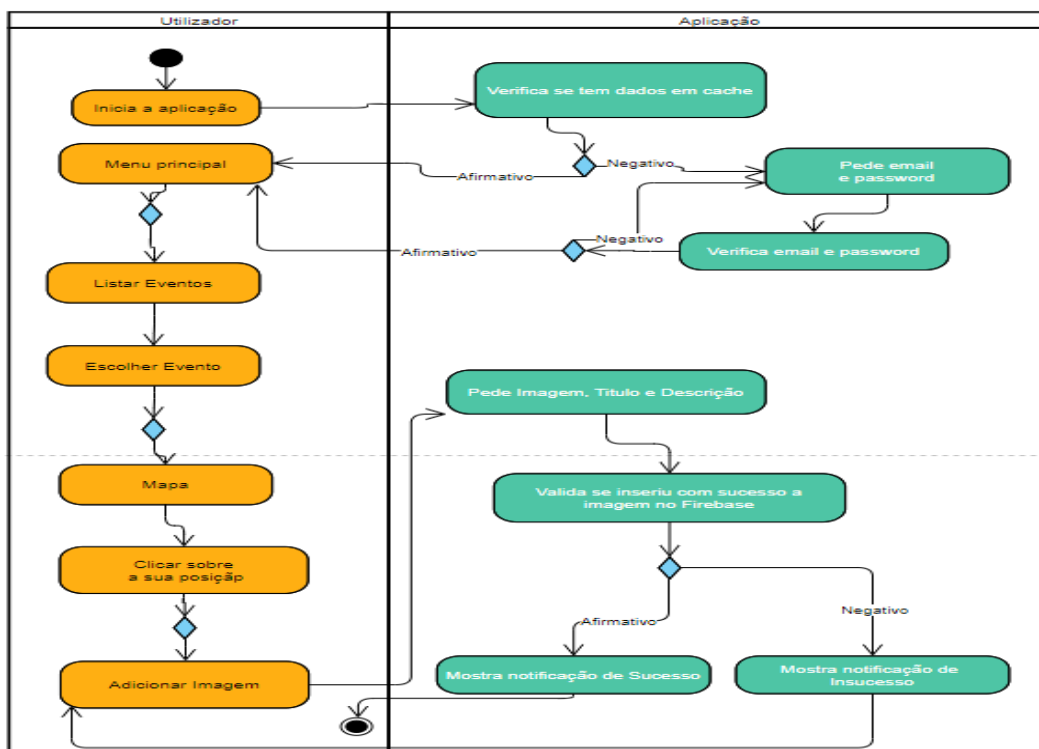 Utilizador
Aplicação
Inicia a aplicação
Verifica se tem dados em cache
Menu principal
Afirmativo
Negativo
Pede email
e password
Afirmativo
Negativo
Verifica email e password
Listar Eventos
Escolher Evento
Pede Imagem, Titulo e Descrição
Mapa
Valida se inseriu com sucesso a
imagem no Firebase
Clicar sobre
a sua posiçãp
Afirmativo
Negativo
Adicionar Imagem
Mostra notificação de Sucesso
Mostra notificação de
Insucesso